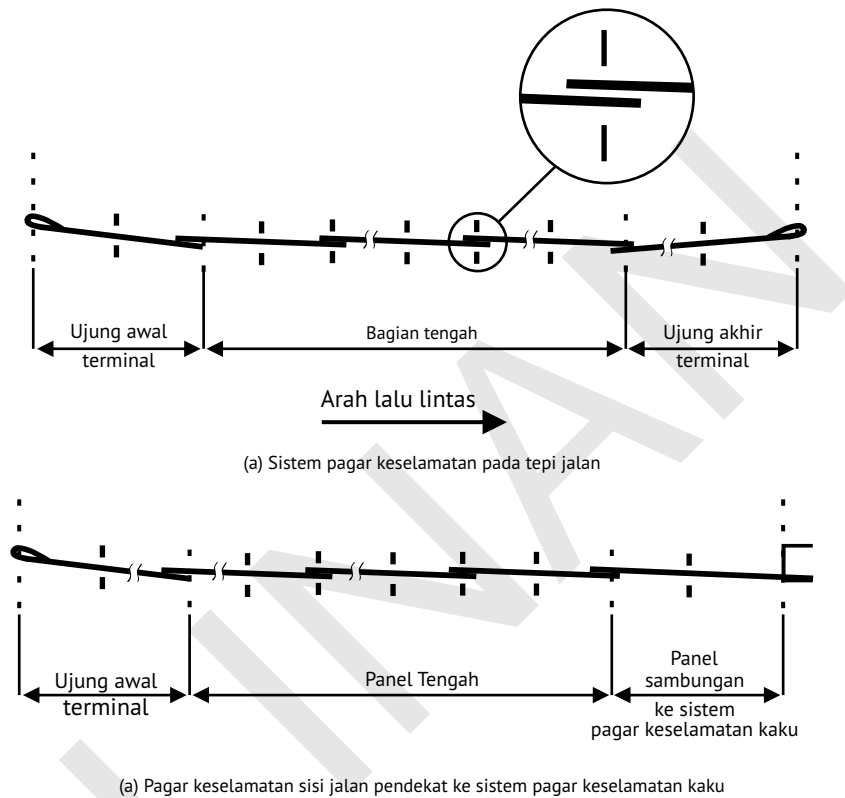 Ujung awal
terminal
Bagian tengah
Ujung akhir
terminal
Arah lalu lintas
(a) Sistem pagar keselamatan pada tepi jalan
Ujung awal
terminal
Panel Tengah
Panel
sambungan
ke sistem
pagar keselamatan kaku
(a) Pagar keselamatan sisi jalan pendekat ke sistem pagar keselamatan kaku
LINAN